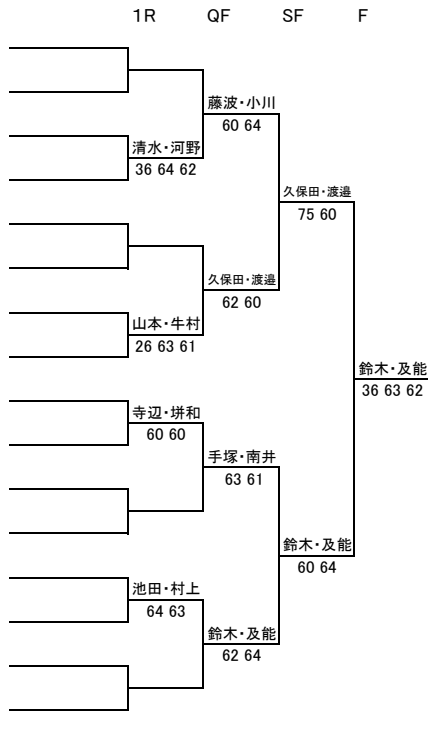 1R QF SF F
藤波・小川
60 64
清水・河野
36 64 62
久保田・渡邉
75 60
久保田・渡邉
62 60
山本・牛村
26 63 61
鈴木・及能
36 63 62
寺辺・垪和
60 60
手塚・南井
63 61
鈴木・及能
60 64
池田・村上
64 63
鈴木・及能
62 64